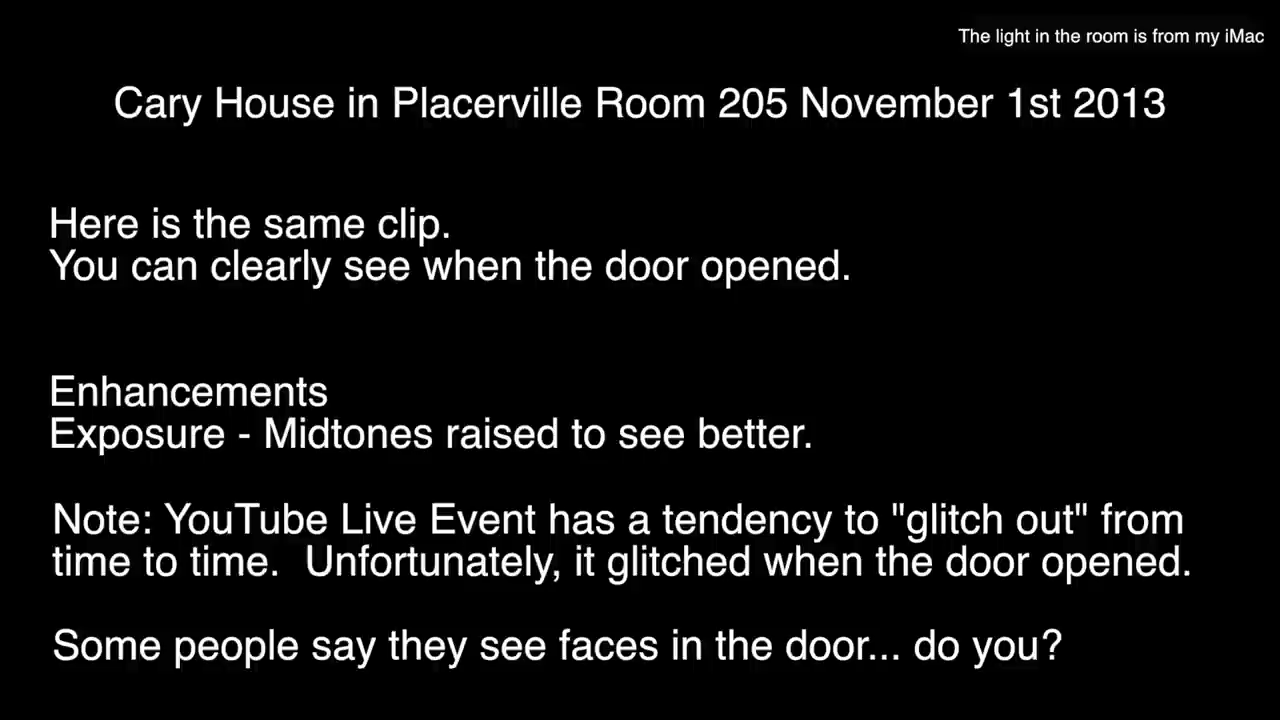 The light in the room is from my iMac
Cary House in Placerville Room 205 November 1st 2013
Here is the same clip.
You can clearly see when the door opened.
Enhancements
Exposure - Midtones raised to see better.
Note: YouTube Live Event has a tendency to "glitch out" from
time to time.  Unfortunately, it glitched when the door opened.
Some people say they see faces in the door... do you?